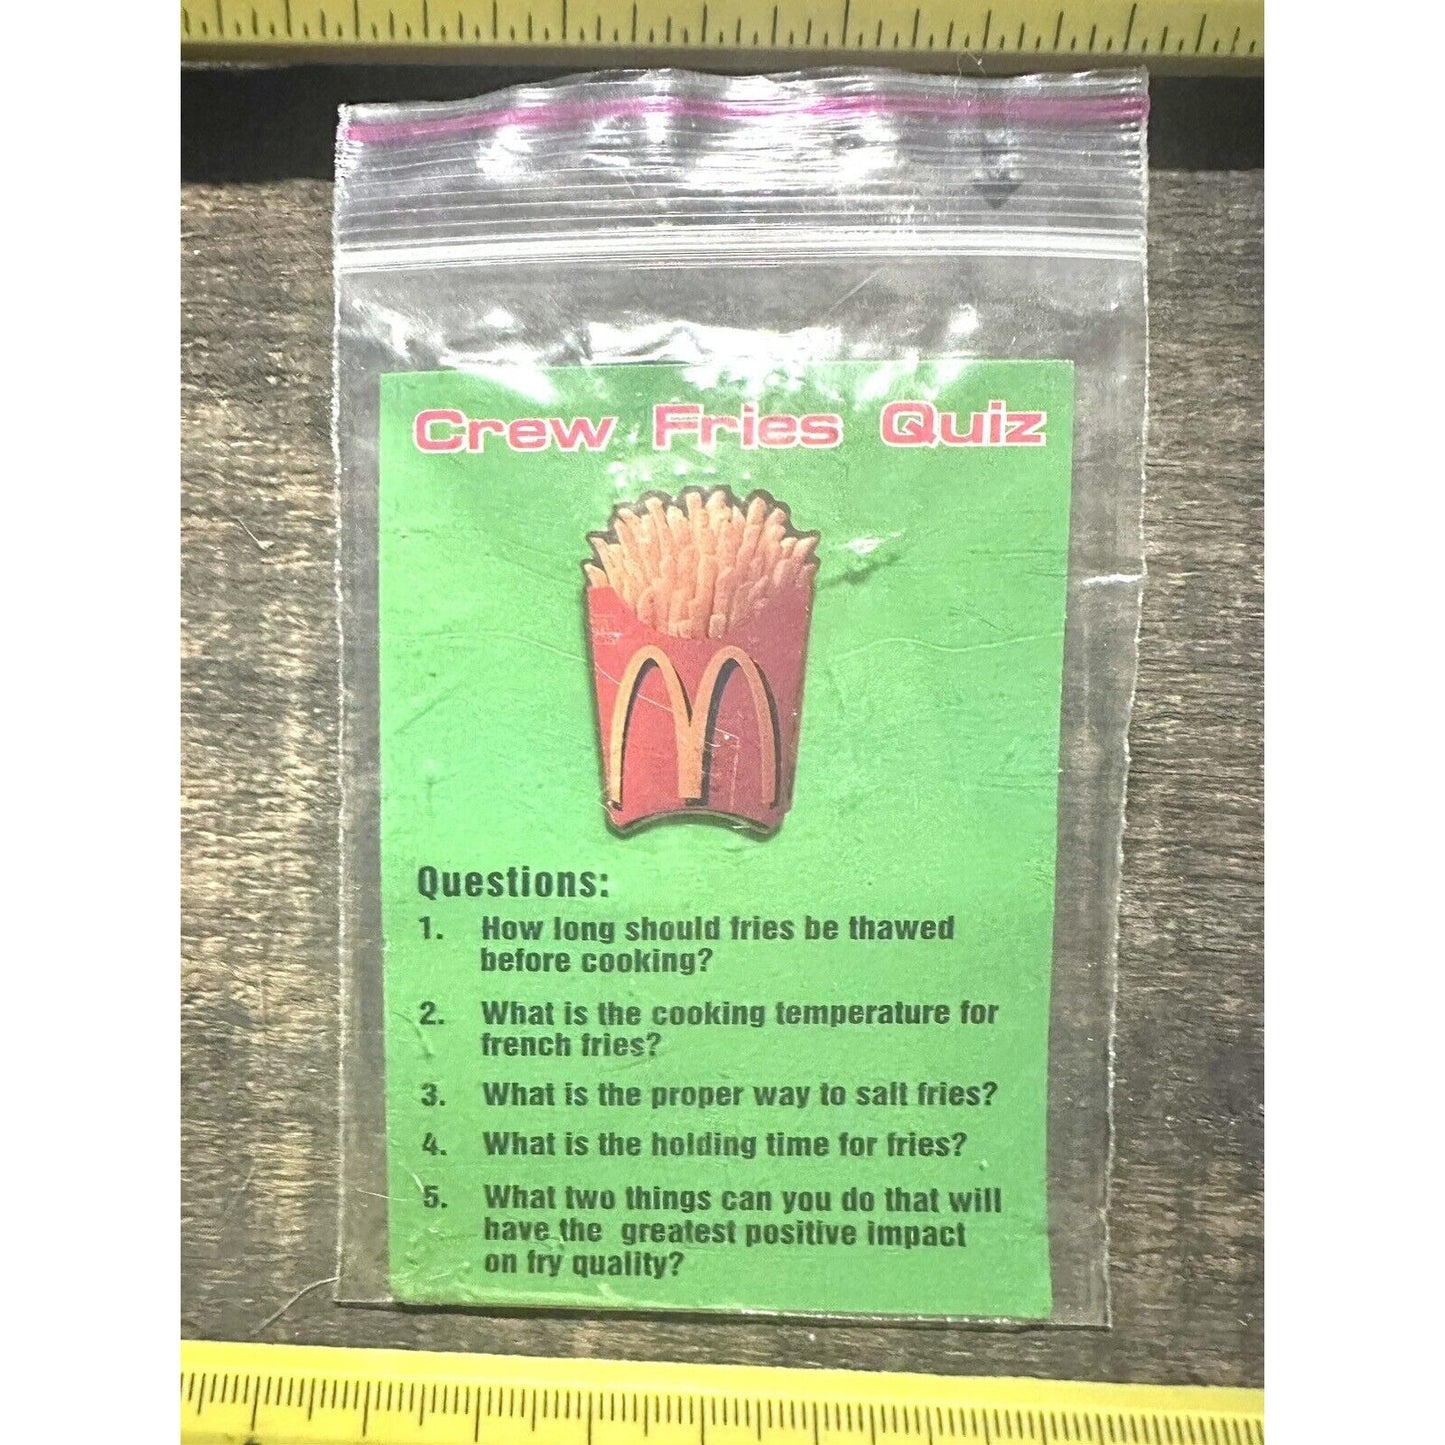 Crew Fries Quiz
M
Questions:
1. How long should fries be thawed
before cooking?
2. What is the cooking temperature for
french fries?
3. What is the proper way to salt fries?
4. What is the holding time for fries?
5. What two things can you do that will
have the greatest positive impact
on fry quality?